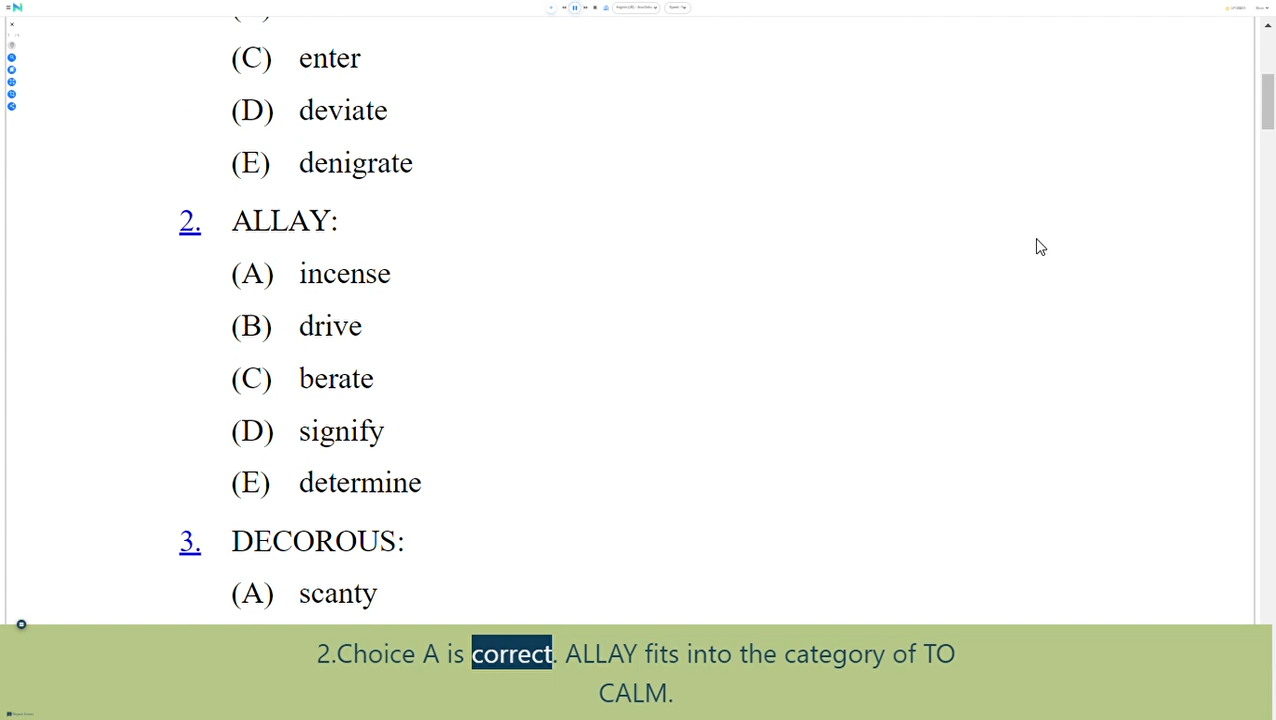 (C) enter
(D) deviate
(E) denigrate
2. ALLAY:
(A) incense
(B) drive
(C) berate
(D) signify
(E) determine
3. DECOROUS:
(A) scanty
2.Choice A is correct. ALLAY fits into the category of TO
CALM.